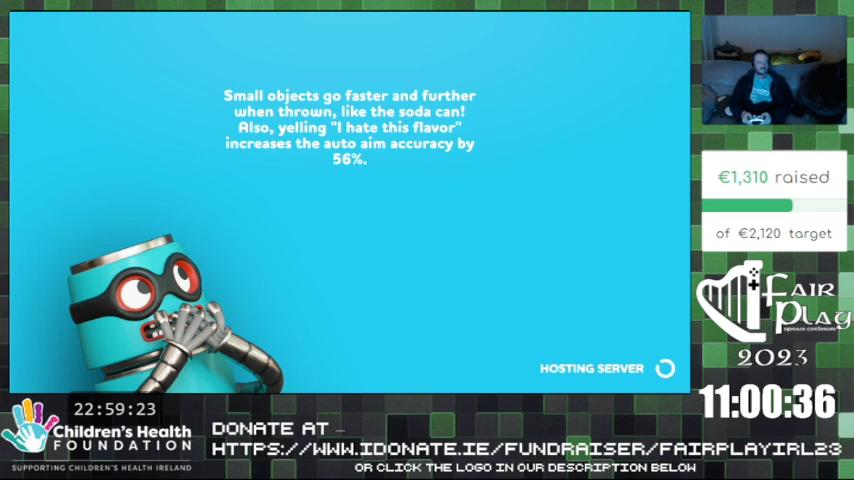 Small objects go faster and further
when thrown, like the soda can!
Also, yelling "I hate this flavor"
increases the auto aim accuracy by
56%.
€1,310 raised
of €2,120 target
HOSTING SERVER
FAIR
PLAY
2023
22:59:23
11:00:36
Children's Health
FOUNDATION
SUPPORTING CHILDREN'S HEALTH IRELAND
DONATE AT _
HTTPS://WWW.IDONATE.IE/FUNDRAISER/FAIRPLAYIRL23
OR CLICK THE LOGO IN OUR DESCRIPTION BELOW